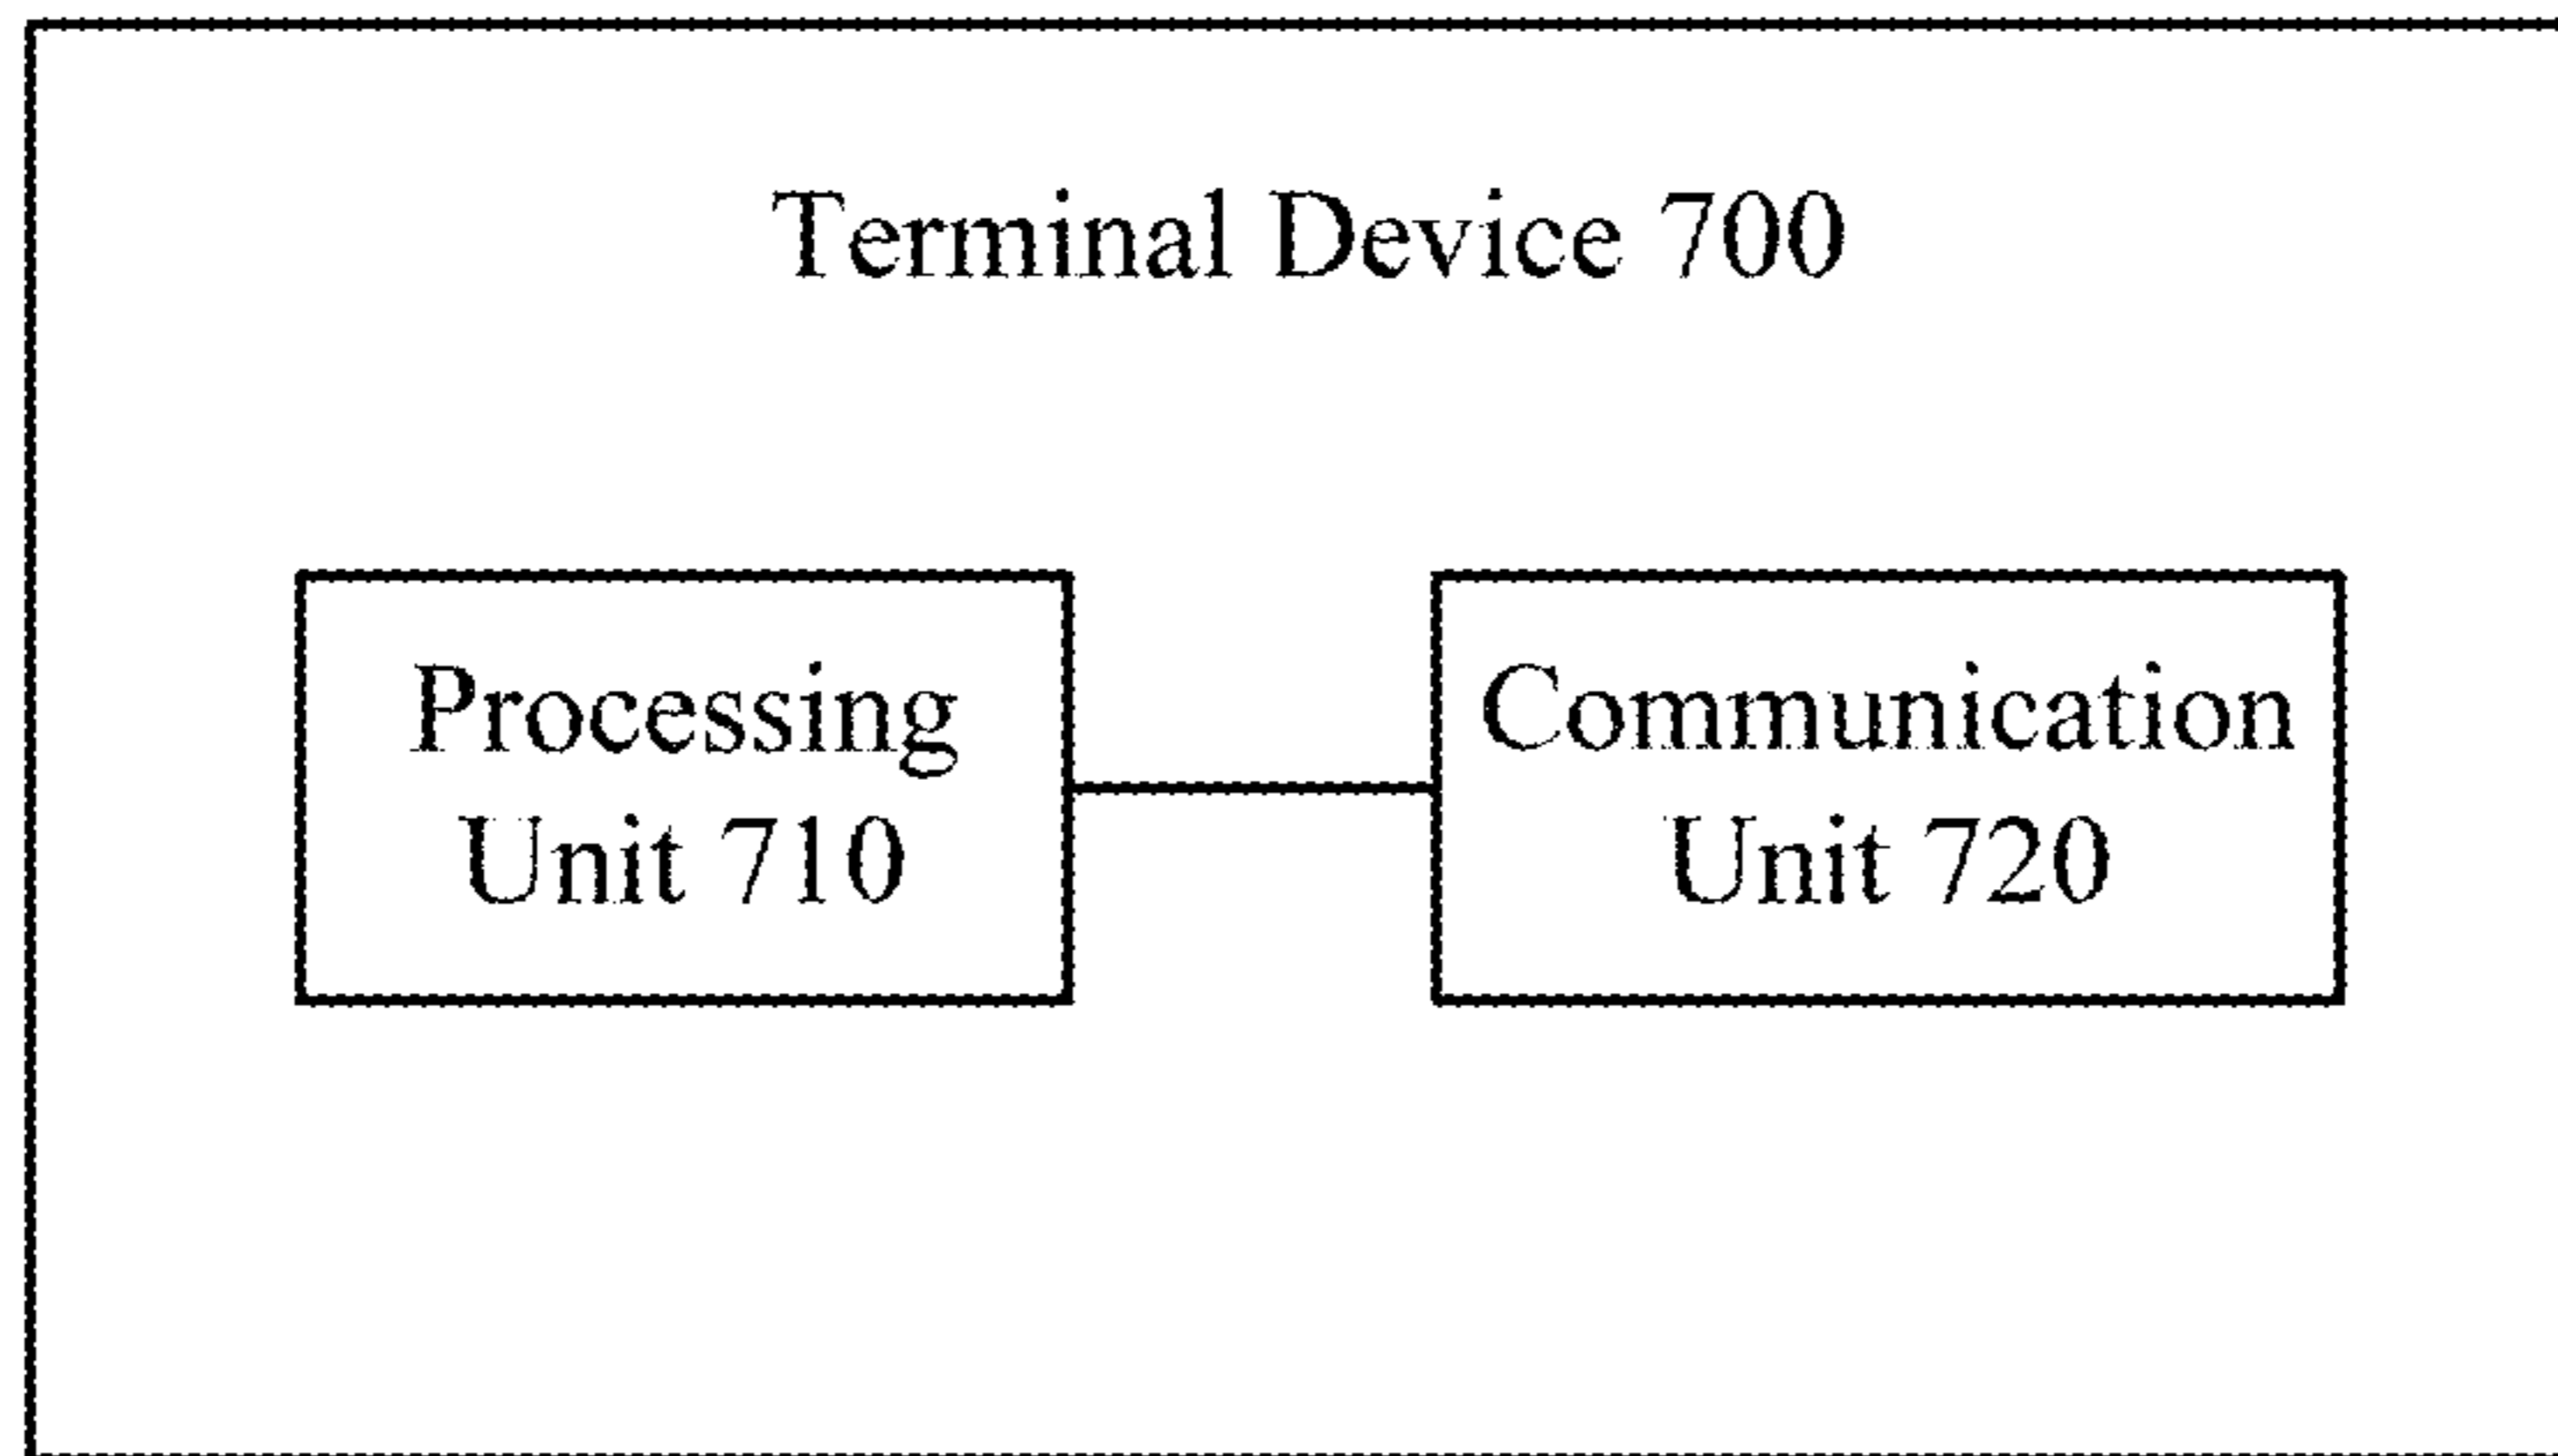 Terminal Device 700
Processing
Unit 710
Communication
Unit 720